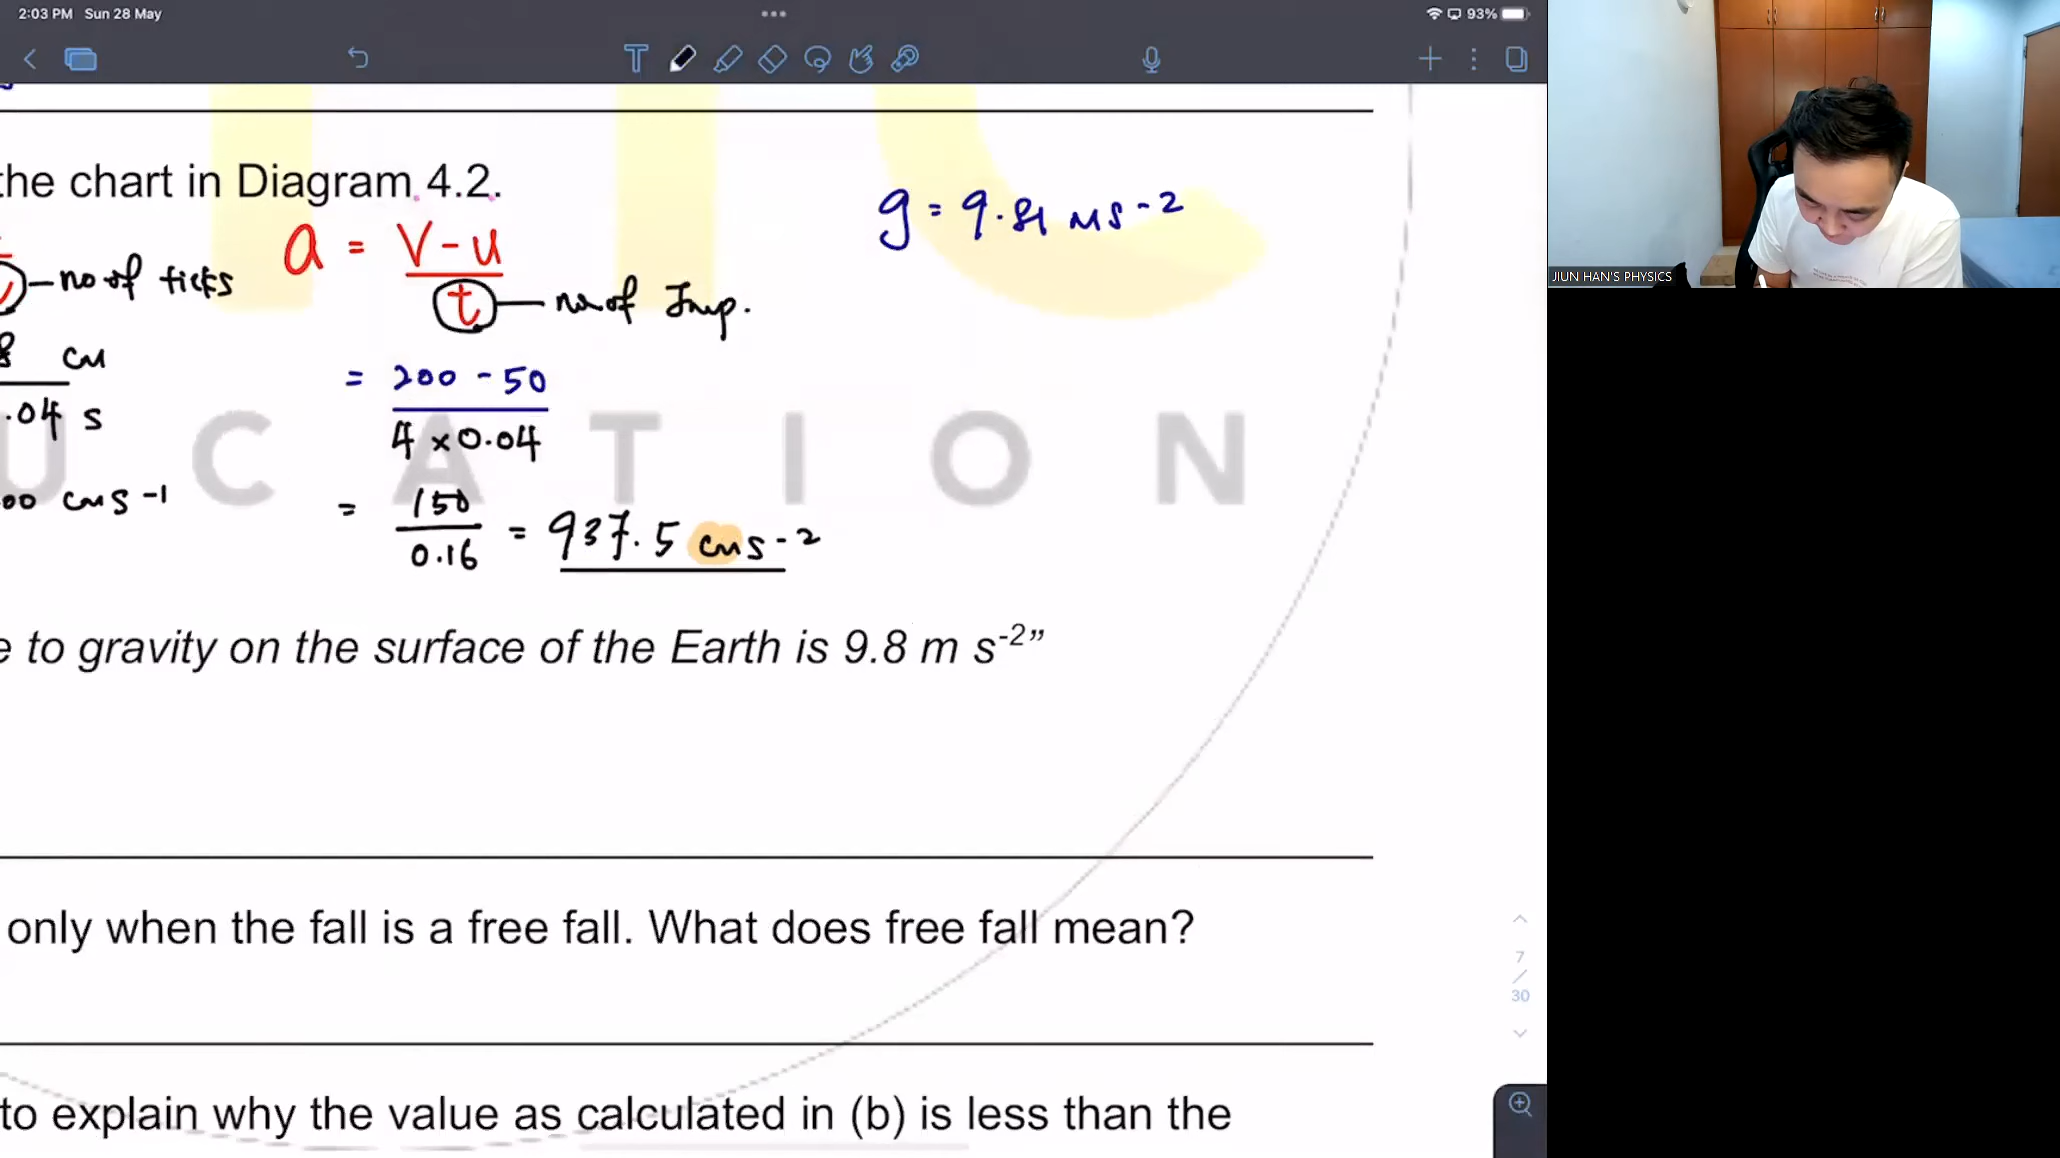 2:03 PM Sun 28 May
93%
the chart in Diagram 4.2.
g = 9.81 ms-2
no of ticks
a = v - u
t
no of Imp.
8 cm
.04 s
= 200 - 50
4 x 0.04
UCATION
00 cms-1
= 150
0.16
= 937.5 cms-2
e to gravity on the surface of the Earth is 9.8 m s-2”
only when the fall is a free fall. What does free fall mean?
7
/
30
to explain why the value as calculated in (b) is less than the
JIUN HAN'S PHYSICS